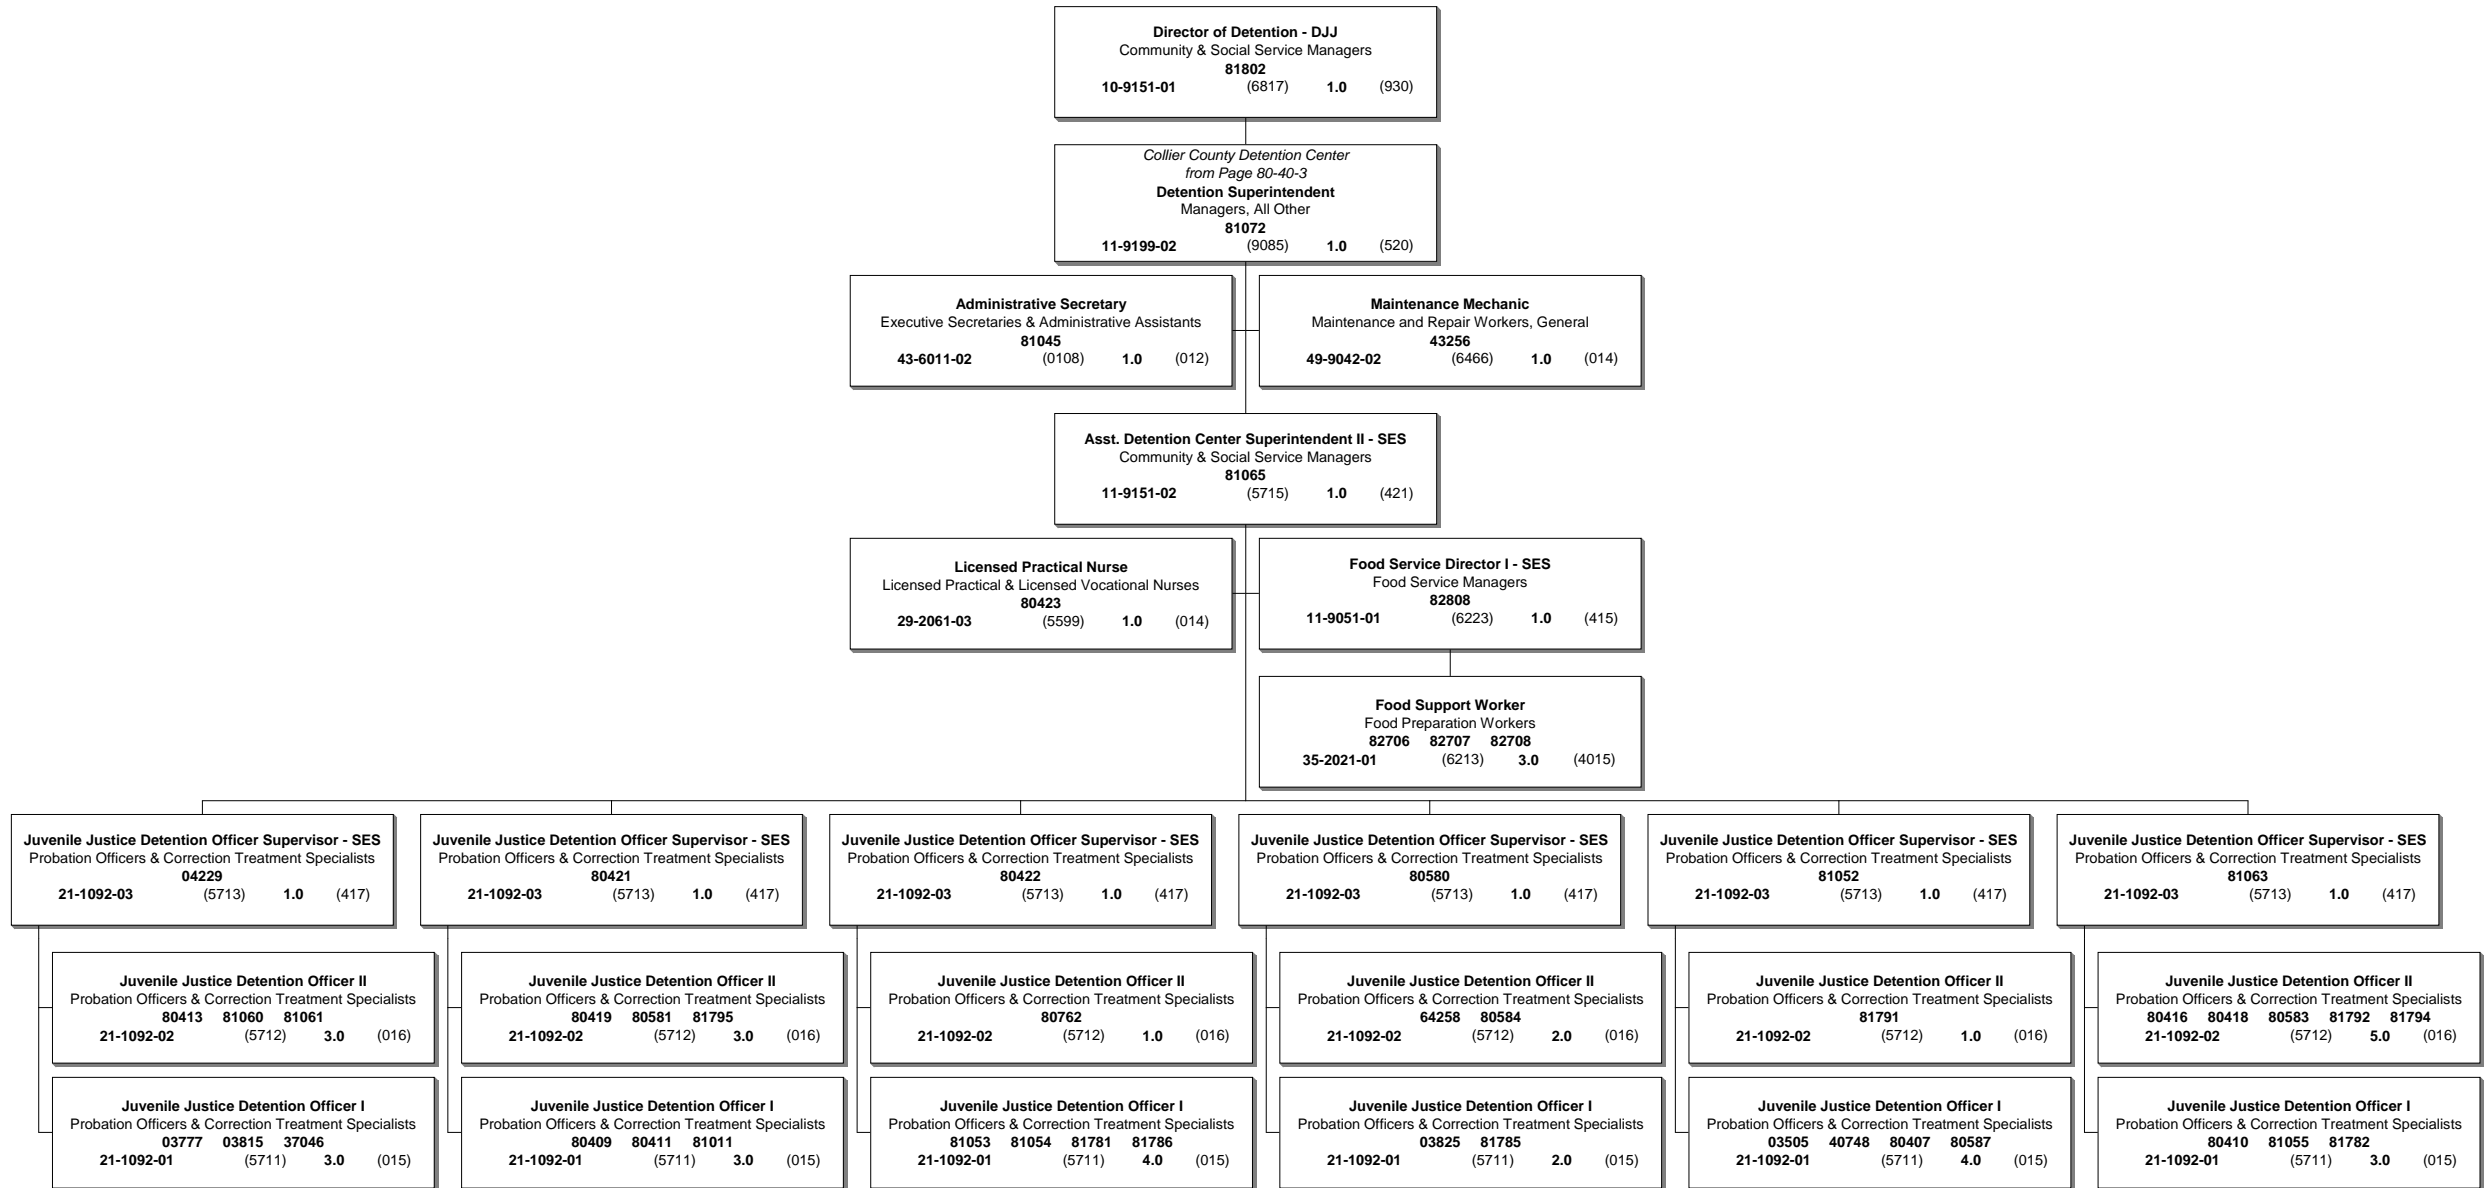 Director of Detention - DJJ
Community & Social Service Managers
81802
10-9151-01 (6817) 1.0 (930)
Collier County Detention Center
from Page 80-40-3
Detention Superintendent
Managers, All Other
81072
11-9199-02 (9085) 1.0 (520)
Administrative Secretary
Executive Secretaries & Administrative Assistants
81045
43-6011-02 (0108) 1.0 (012)
Maintenance Mechanic
Maintenance and Repair Workers, General
43256
49-9042-02 (6466) 1.0 (014)
Asst. Detention Center Superintendent II - SES
Community & Social Service Managers
81065
11-9151-02 (5715) 1.0 (421)
Licensed Practical Nurse
Licensed Practical & Licensed Vocational Nurses
80423
29-2061-03 (5599) 1.0 (014)
Food Service Director I - SES
Food Service Managers
82808
11-9051-01 (6223) 1.0 (415)
Food Support Worker
Food Preparation Workers
82706 82707 82708
35-2021-01 (6213) 3.0 (4015)
Juvenile Justice Detention Officer Supervisor - SES
Probation Officers & Correction Treatment Specialists
04229
21-1092-03 (5713) 1.0 (417)
Juvenile Justice Detention Officer Supervisor - SES
Probation Officers & Correction Treatment Specialists
80421
21-1092-03 (5713) 1.0 (417)
Juvenile Justice Detention Officer Supervisor - SES
Probation Officers & Correction Treatment Specialists
80422
21-1092-03 (5713) 1.0 (417)
Juvenile Justice Detention Officer Supervisor - SES
Probation Officers & Correction Treatment Specialists
80580
21-1092-03 (5713) 1.0 (417)
Juvenile Justice Detention Officer Supervisor - SES
Probation Officers & Correction Treatment Specialists
81052
21-1092-03 (5713) 1.0 (417)
Juvenile Justice Detention Officer Supervisor - SES
Probation Officers & Correction Treatment Specialists
81063
21-1092-03 (5713) 1.0 (417)
Juvenile Justice Detention Officer II
Probation Officers & Correction Treatment Specialists
80413 81060 81061
21-1092-02 (5712) 3.0 (016)
Juvenile Justice Detention Officer II
Probation Officers & Correction Treatment Specialists
80419 80581 81795
21-1092-02 (5712) 3.0 (016)
Juvenile Justice Detention Officer II
Probation Officers & Correction Treatment Specialists
80762
21-1092-02 (5712) 1.0 (016)
Juvenile Justice Detention Officer II
Probation Officers & Correction Treatment Specialists
64258 80584
21-1092-02 (5712) 2.0 (016)
Juvenile Justice Detention Officer II
Probation Officers & Correction Treatment Specialists
81791
21-1092-02 (5712) 1.0 (016)
Juvenile Justice Detention Officer II
Probation Officers & Correction Treatment Specialists
80416 80418 80583 81792 81794
21-1092-02 (5712) 5.0 (016)
Juvenile Justice Detention Officer I
Probation Officers & Correction Treatment Specialists
03777 03815 37046
21-1092-01 (5711) 3.0 (015)
Juvenile Justice Detention Officer I
Probation Officers & Correction Treatment Specialists
80409 80411 81011
21-1092-01 (5711) 3.0 (015)
Juvenile Justice Detention Officer I
Probation Officers & Correction Treatment Specialists
81053 81054 81781 81786
21-1092-01 (5711) 4.0 (015)
Juvenile Justice Detention Officer I
Probation Officers & Correction Treatment Specialists
03825 81785
21-1092-01 (5711) 2.0 (015)
Juvenile Justice Detention Officer I
Probation Officers & Correction Treatment Specialists
03505 40748 80407 80587
21-1092-01 (5711) 4.0 (015)
Juvenile Justice Detention Officer I
Probation Officers & Correction Treatment Specialists
80410 81055 81782
21-1092-01 (5711) 3.0 (015)